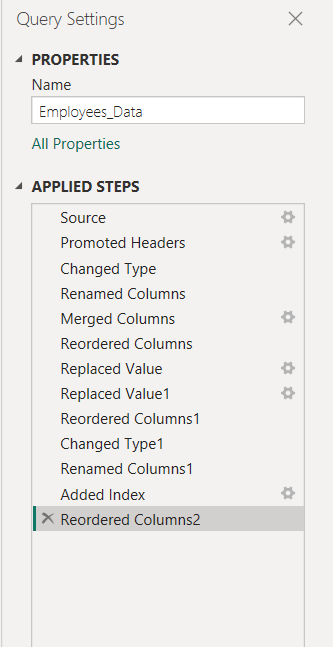 Query Settings
PROPERTIES
Name
Employees_Data
All Properties
APPLIED STEPS
Source
Promoted Headers
Changed Type
Renamed Columns
Merged Columns
Reordered Columns
Replaced Value
Replaced Value1
Reordered Columns1
Changed Type1
Renamed Columns1
Added Index
Reordered Columns2